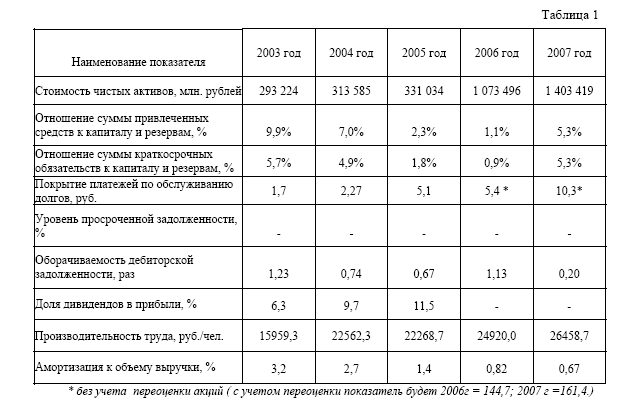 Таблица 1
Наименование показателя 2003 год 2004 год 2005 год 2006 год 2007 год
Стоимость чистых активов, млн. рублей 293 224 313 585 331 034 1 073 496 1 403 419
Отношение суммы привлеченных
средств к капиталу и резервам, % 9,9% 7,0% 2,3% 1,1% 5,3%
Отношение суммы краткосрочных
обязательств к капиталу и резервам, % 5,7% 4,9% 1,8% 0,9% 5,3%
Покрытие платежей по обслуживанию
долгов, руб. 1,7 2,27 5,1 5,4 * 10,3*
Уровень просроченной задолженности,
% - - - - -
Оборачиваемость дебиторской
задолженности, раз 1,23 0,74 0,67 1,13 0,20
Доля дивидендов в прибыли, % 6,3 9,7 11,5 - -
Производительность труда, руб./чел. 15959,3 22562,3 22268,7 24920,0 26458,7
Амортизация к объему выручки, % 3,2 2,7 1,4 0,82 0,67
* без учета переоценки акций ( с учетом переоценки показатель будет 2006г = 144,7; 2007 г =161,4.)